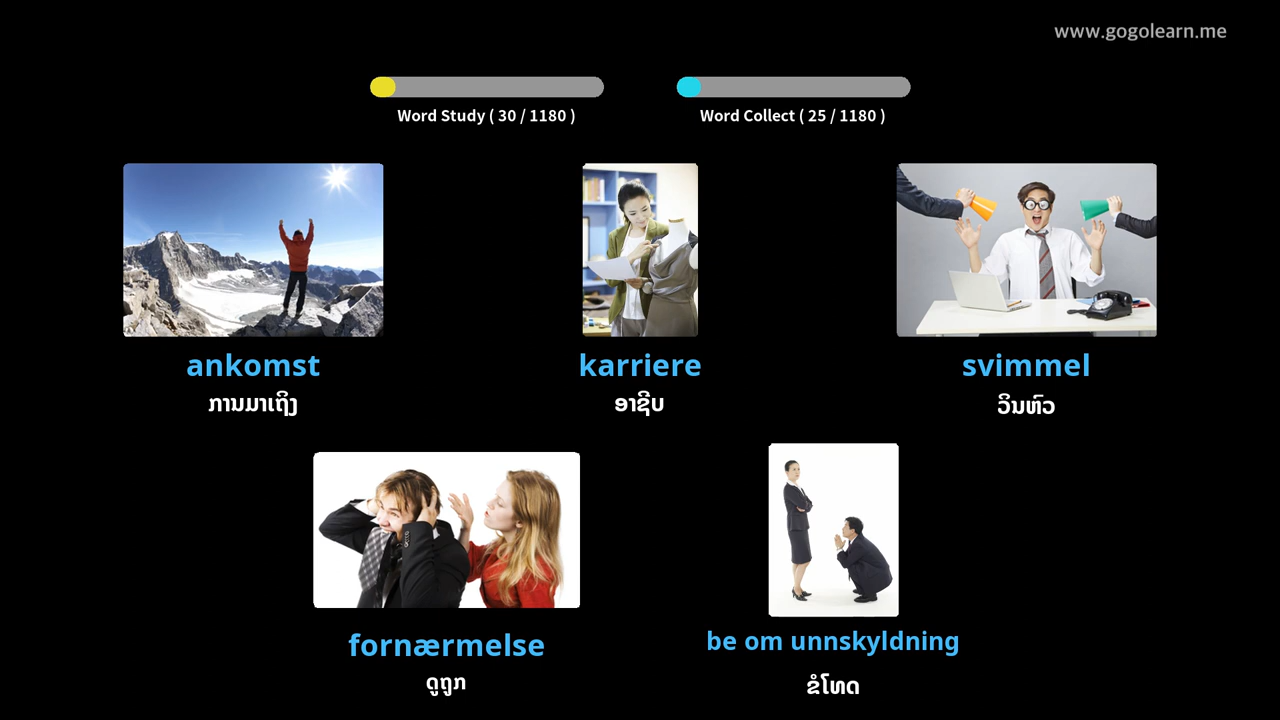 www.gogolearn.me
Word Study ( 30 / 1180 )
Word Collect ( 25 / 1180 )
ankomst
ການມາເຖິງ
karriere
ອາຊີບ
svimmel
ວິນຫົວ
fornærmelse
ດູຖູກ
be om unnskyldning
ຂໍໂທດ